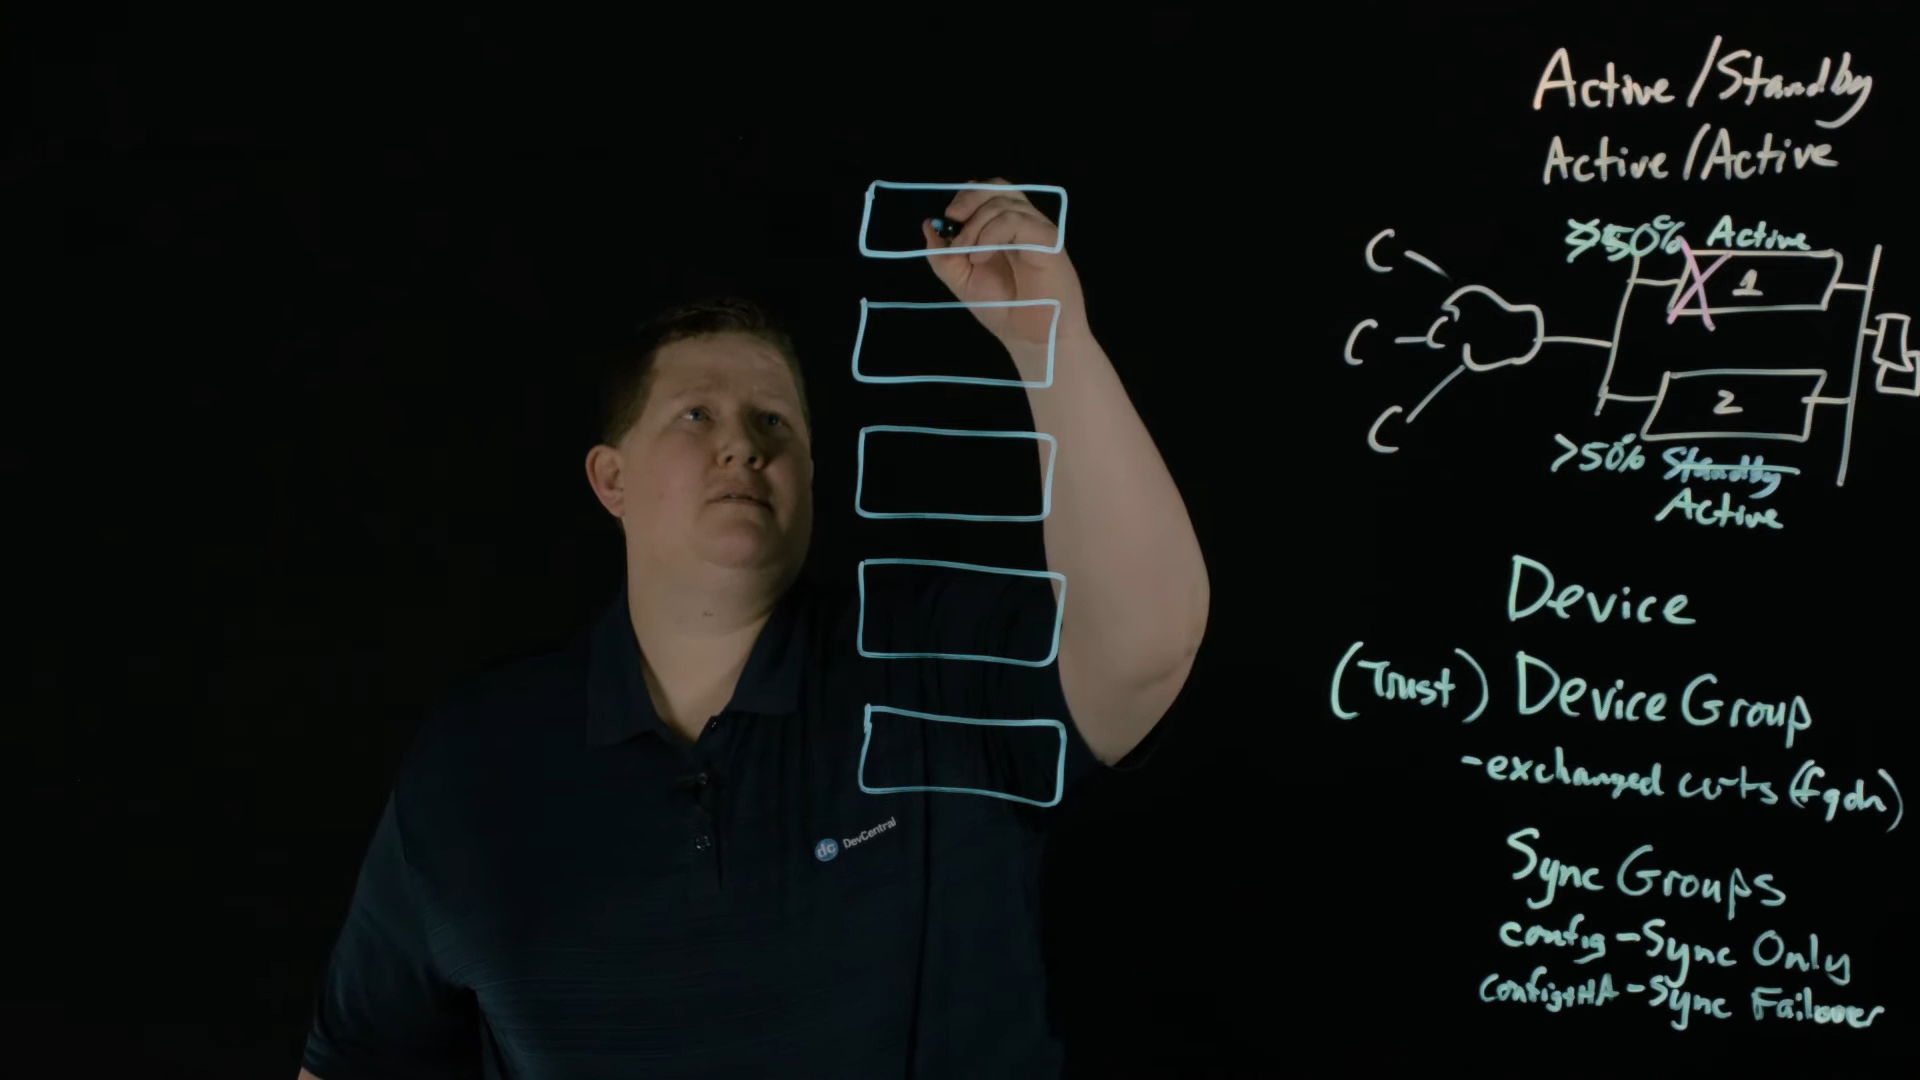 Active/Standby
Active/Active
>50% Active
C
1
C
C
2
C
>50% Standby
Active
Device
(Trust) Device Group
-exchanged certs (fqdn)
Sync Groups
config-Sync Only
config+HA-Sync Failover
dc DevCentral